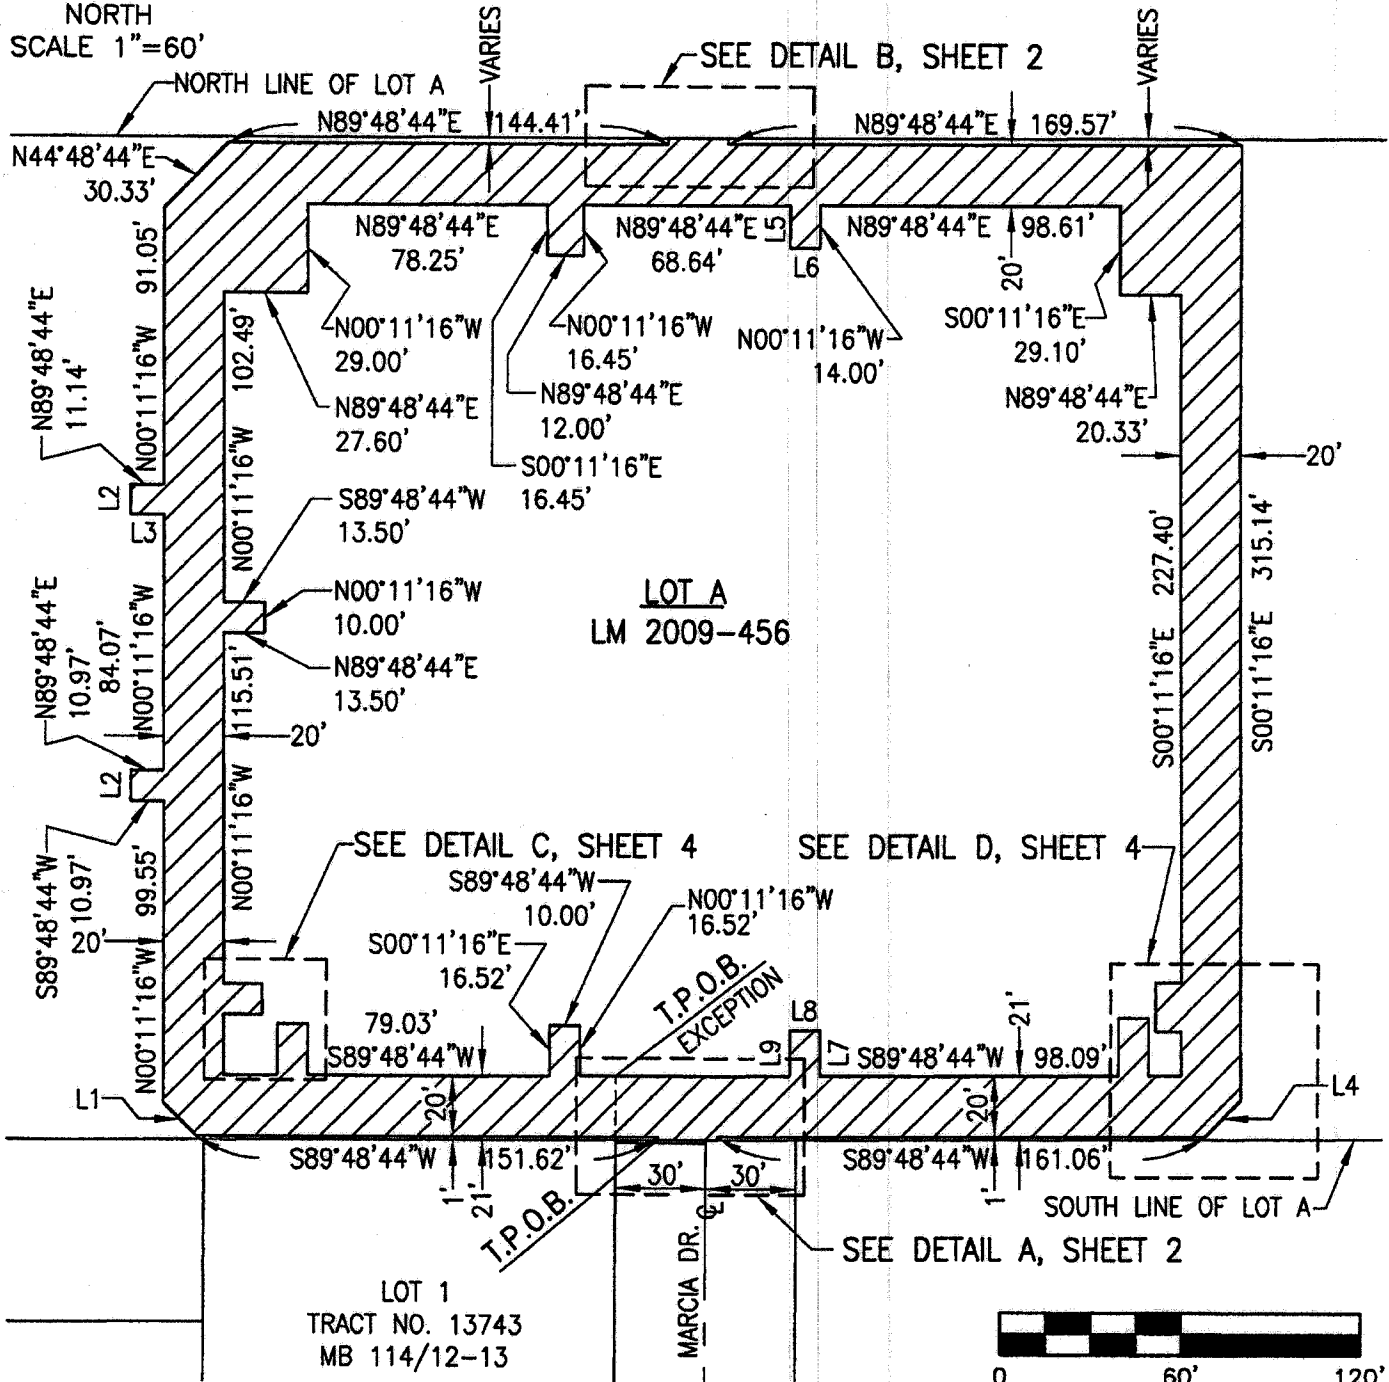 NORTH
SCALE 1"=60'
NORTH LINE OF LOT A
VARIES
SEE DETAIL B, SHEET 2
VARIES
N89°48'44"E 144.41'
N89°48'44"E 169.57'
N44°48'44"E
30.33'
N00°11'16"W 91.05'
N89°48'44"E
78.25'
N89°48'44"E
68.64'
L5
L6
N89°48'44"E 98.61'
20'
N00°11'16"W
29.00'
N00°11'16"W
16.45'
N00°11'16"W
14.00'
S00°11'16"E
29.10'
N89°48'44"E
11.14'
N00°11'16"W 102.49'
N89°48'44"E
27.60'
N89°48'44"E
12.00'
N89°48'44"E
20.33'
S00°11'16"E
16.45'
20'
L2
L3
S89°48'44"W
13.50'
N00°11'16"W
10.00'
N89°48'44"E
13.50'
LOT A
LM 2009-456
S00°11'16"E 227.40'
S00°11'16"E 315.14'
N89°48'44"E
10.97'
N00°11'16"W
84.07'
N00°11'16"W 115.51'
20'
L2
S89°48'44"W
10.97'
20'
N00°11'16"W 99.55'
SEE DETAIL C, SHEET 4
SEE DETAIL D, SHEET 4
S89°48'44"W
10.00'
N00°11'16"W
16.52'
S00°11'16"E
16.52'
T.P.O.B.
EXCEPTION
79.03'
S89°48'44"W
L8
L9
L7
S89°48'44"W 98.09'
21'
L1
20'
20'
L4
S89°48'44"W 151.62'
S89°48'44"W 161.06'
1'
21'
30'
30'
1'
T.P.O.B.
SOUTH LINE OF LOT A
SEE DETAIL A, SHEET 2
MARCIA DR.
LOT 1
TRACT NO. 13743
MB 114/12-13
0 60' 120'